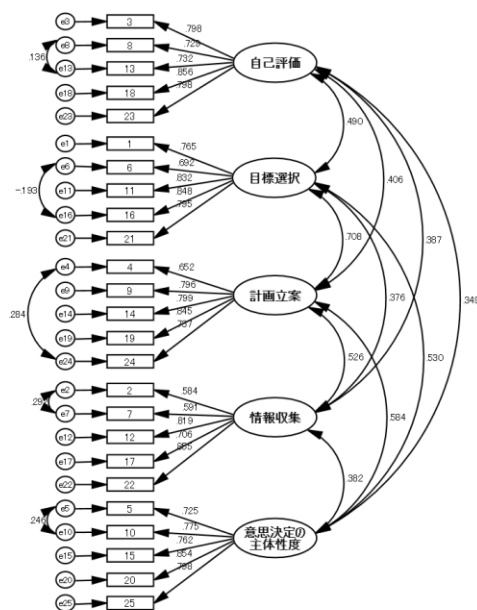 e3 3 .798
e8 8 .729
.136
e13 13 .732
自己評価
e18 18 .856
e23 23 .798
.490
e1 1 .765
e6 6 .692
.406
-.193
e11 11 .832
目標選択
.387
e16 16 .848
e21 21 .795
.708
e4 4 .652
.376
.349
e9 9 .796
計画立案
.284
e14 14 .799
e19 19 .845
.530
e24 24
.526
e2 2 .584
.584
e7 7 .591
e12 12 .819
情報収集
e17 17 .706
e22 22
.382
e5 5 .725
.246
e10 10 .775
意思決定の
主体性度
e15 15 .762
e20 20 .854
e25 25 .798